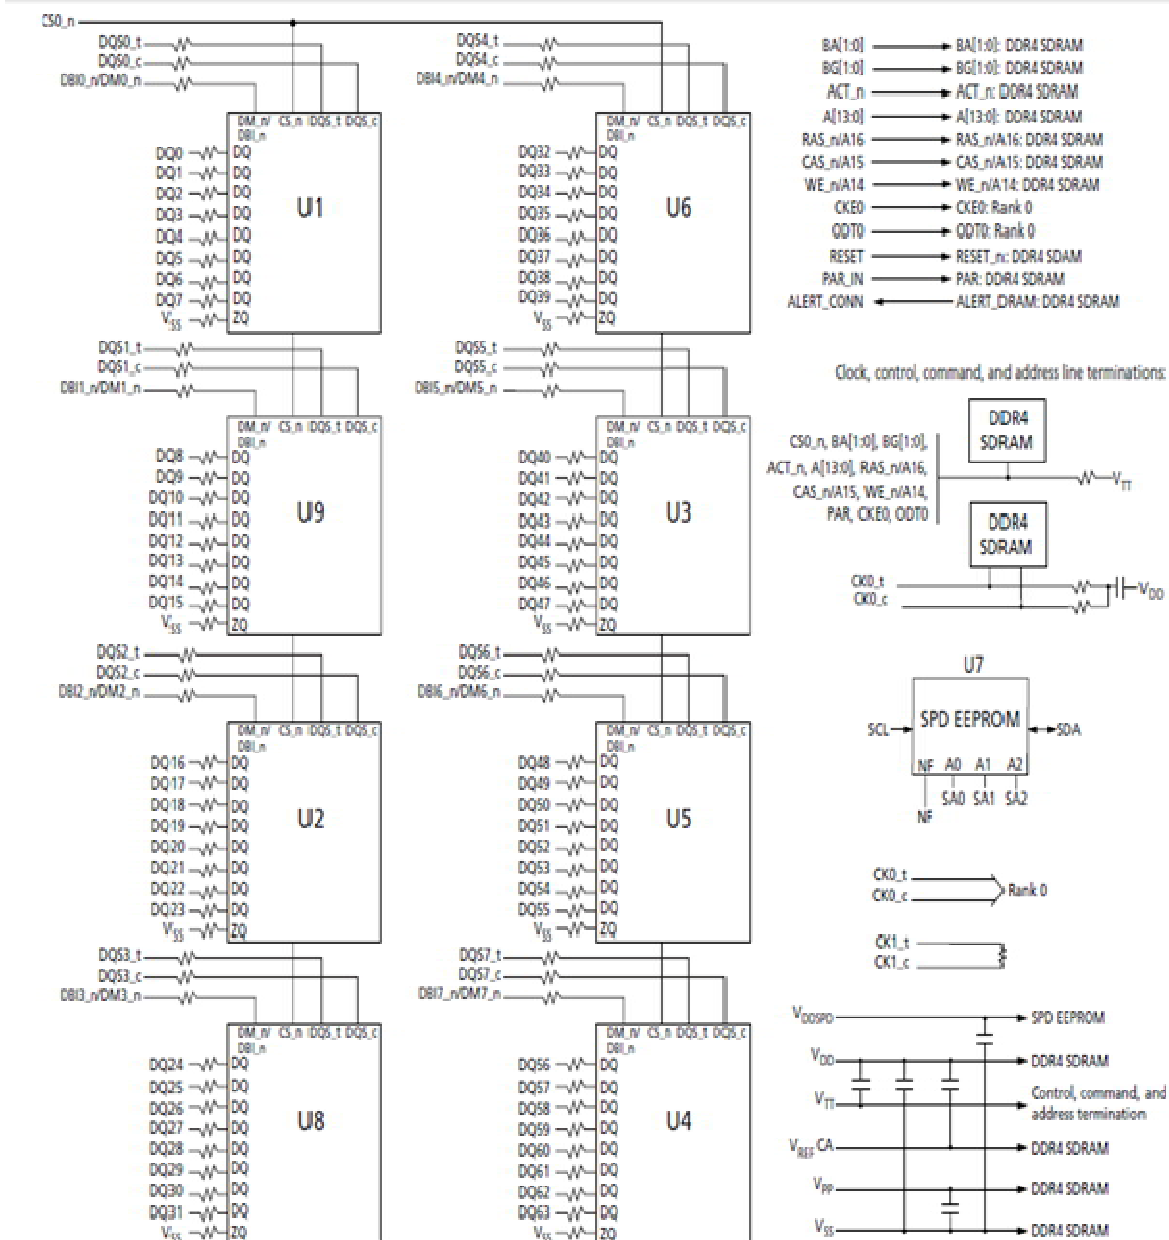 CS0_n
DQS0_t
DQS0_c
DBI0_n/DM0_n
DM_n/ CS_n DQS_t DQS_c
DBI_n
DQ0 DQ
DQ1 DQ
DQ2 DQ
DQ3 DQ
DQ4 DQ
DQ5 DQ
DQ6 DQ
DQ7 DQ
VSS ZQ
U1
DQS1_t
DQS1_c
DBI1_n/DM1_n
DM_n/ CS_n DQS_t DQS_c
DBI_n
DQ8 DQ
DQ9 DQ
DQ10 DQ
DQ11 DQ
DQ12 DQ
DQ13 DQ
DQ14 DQ
DQ15 DQ
VSS ZQ
U9
DQS2_t
DQS2_c
DBI2_n/DM2_n
DM_n/ CS_n DQS_t DQS_c
DBI_n
DQ16 DQ
DQ17 DQ
DQ18 DQ
DQ19 DQ
DQ20 DQ
DQ21 DQ
DQ22 DQ
DQ23 DQ
VSS ZQ
U2
DQS3_t
DQS3_c
DBI3_n/DM3_n
DM_n/ CS_n DQS_t DQS_c
DBI_n
DQ24 DQ
DQ25 DQ
DQ26 DQ
DQ27 DQ
DQ28 DQ
DQ29 DQ
DQ30 DQ
DQ31 DQ
VSS ZQ
U8
DQS4_t
DQS4_c
DBI4_n/DM4_n
DM_n/ CS_n DQS_t DQS_c
DBI_n
DQ32 DQ
DQ33 DQ
DQ34 DQ
DQ35 DQ
DQ36 DQ
DQ37 DQ
DQ38 DQ
DQ39 DQ
VSS ZQ
U6
DQS5_t
DQS5_c
DBI5_n/DM5_n
DM_n/ CS_n DQS_t DQS_c
DBI_n
DQ40 DQ
DQ41 DQ
DQ42 DQ
DQ43 DQ
DQ44 DQ
DQ45 DQ
DQ46 DQ
DQ47 DQ
VSS ZQ
U3
DQS6_t
DQS6_c
DBI6_n/DM6_n
DM_n/ CS_n DQS_t DQS_c
DBI_n
DQ48 DQ
DQ49 DQ
DQ50 DQ
DQ51 DQ
DQ52 DQ
DQ53 DQ
DQ54 DQ
DQ55 DQ
VSS ZQ
U5
DQS7_t
DQS7_c
DBI7_n/DM7_n
DM_n/ CS_n DQS_t DQS_c
DBI_n
DQ56 DQ
DQ57 DQ
DQ58 DQ
DQ59 DQ
DQ60 DQ
DQ61 DQ
DQ62 DQ
DQ63 DQ
VSS ZQ
U4
BA[1:0] BA[1:0]: DDR4 SDRAM
BG[1:0] BG[1:0]: DDR4 SDRAM
ACT_n ACT_n: DDR4 SDRAM
A[13:0] A[13:0]: DDR4 SDRAM
RAS_n/A16 RAS_n/A16: DDR4 SDRAM
CAS_n/A15 CAS_n/A15: DDR4 SDRAM
WE_n/A14 WE_n/A14: DDR4 SDRAM
CKE0 CKE0: Rank 0
ODT0 ODT0: Rank 0
RESET RESET_n: DDR4 SDAM
PAR_IN PAR: DDR4 SDRAM
ALERT_CONN ALERT_DRAM: DDR4 SDRAM
Clock, control, command, and address line terminations:
DDR4
SDRAM
CS0_n, BA[1:0], BG[1:0],
ACT_n, A[13:0], RAS_n/A16,
CAS_n/A15, WE_n/A14,
PAR, CKE0, ODT0
VTT
DDR4
SDRAM
CK0_t
CK0_c
VDD
U7
SCL SPD EEPROM SDA
NF A0 A1 A2
SA0 SA1 SA2
NF
CK0_t
CK0_c
Rank 0
CK1_t
CK1_c
VDDSPD SPD EEPROM
VDD DDR4 SDRAM
VTT Control, command, and
address termination
VREF CA DDR4 SDRAM
VPP DDR4 SDRAM
VSS DDR4 SDRAM